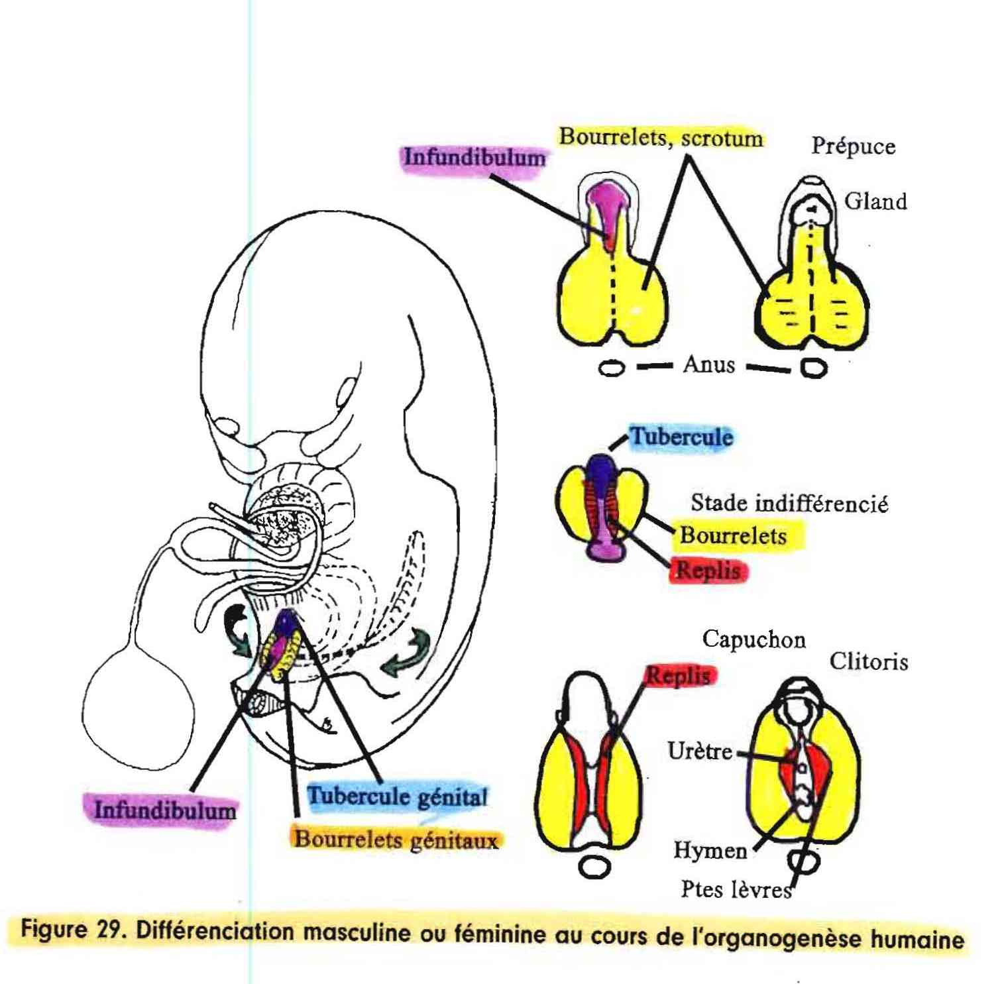 Infundibulum
Bourrelets, scrotum
Prépuce
Gland
Anus
Tubercule
Stade indifférencié
Bourrelets
Replis
Capuchon
Clitoris
Replis
Urètre
Hymen
Ptes lèvres
Infundibulum
Tubercule génital
Bourrelets génitaux
Figure 29. Différenciation masculine ou féminine au cours de l'organogenèse humaine